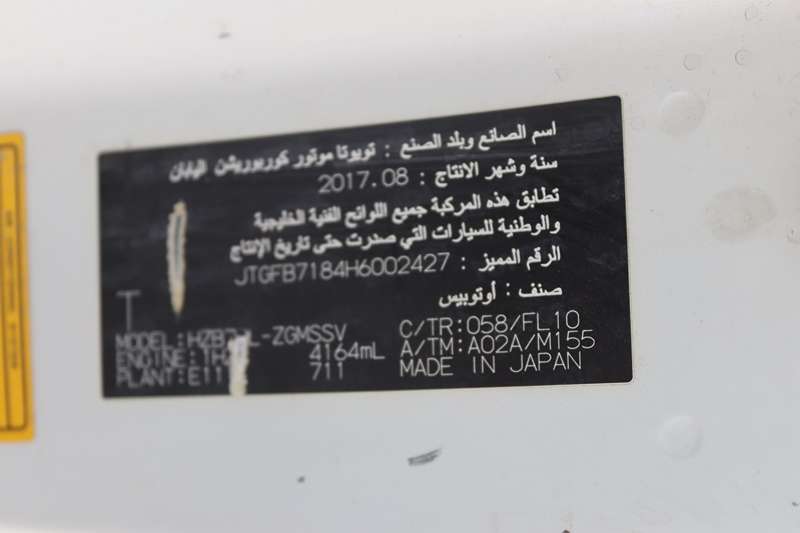 اسم الصانع وبلد الصنع : تويوتا موتور كوربوريشن اليابان
سنة وشهر الانتاج : 2017.08
تطابق هذه المركبة جميع اللوائح الفنية الخليجية
والوطنية للسيارات التي صدرت حتى تاريخ الإنتاج
الرقم المميز : JTGFB7184H6002427
صنف : أوتوبيس
T
MODEL: C/TR:058/FL10
ENGINE: 4164mL A/TM:A02A/M155
PLANT: 711 MADE IN JAPAN